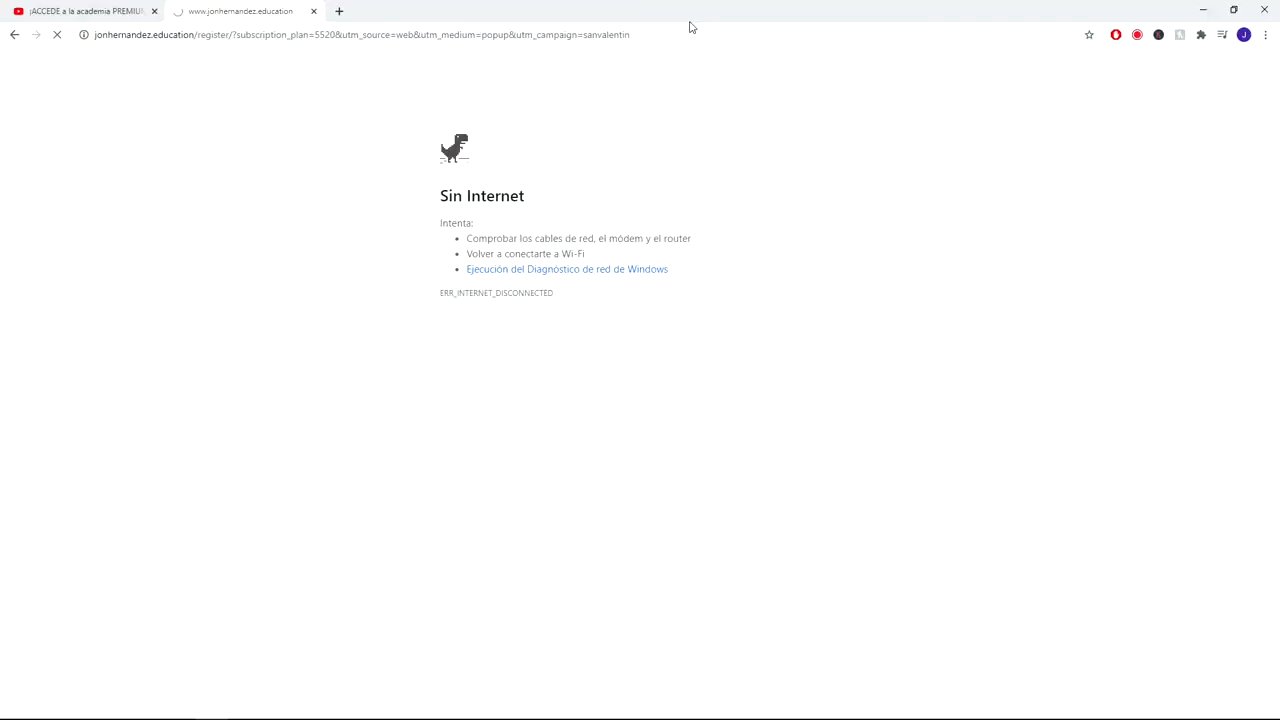 ¡ACCEDE a la academia PREMIUM
www.jonhernandez.education
jonhernandez.education/register/?subscription_plan=5520&utm_source=web&utm_medium=popup&utm_campaign=sanvalentin
J
Sin Internet
Intenta:
• Comprobar los cables de red, el módem y el router
• Volver a conectarte a Wi-Fi
• Ejecución del Diagnóstico de red de Windows
ERR_INTERNET_DISCONNECTED